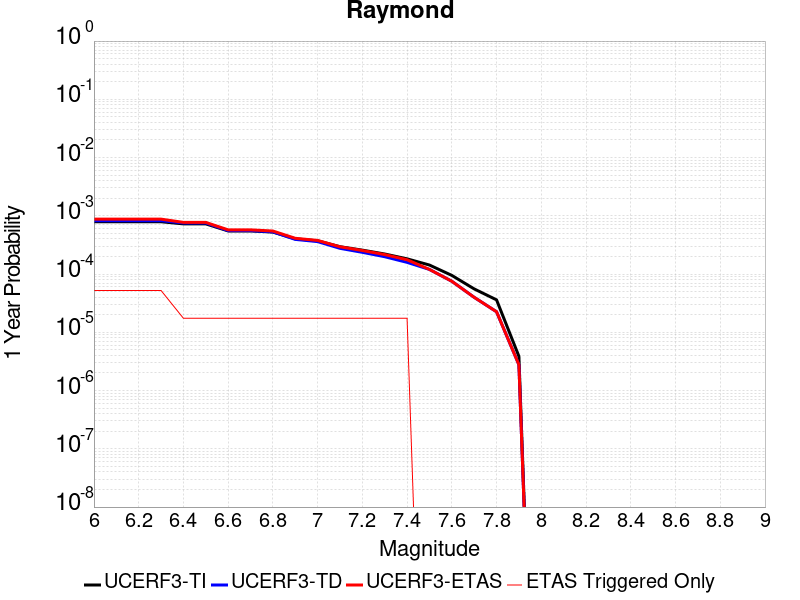 Raymond
10^0
10^-1
10^-2
10^-3
10^-4
10^-5
10^-6
10^-7
10^-8
1 Year Probability
6 6.2 6.4 6.6 6.8 7 7.2 7.4 7.6 7.8 8 8.2 8.4 8.6 8.8 9
Magnitude
UCERF3-TI UCERF3-TD UCERF3-ETAS ETAS Triggered Only